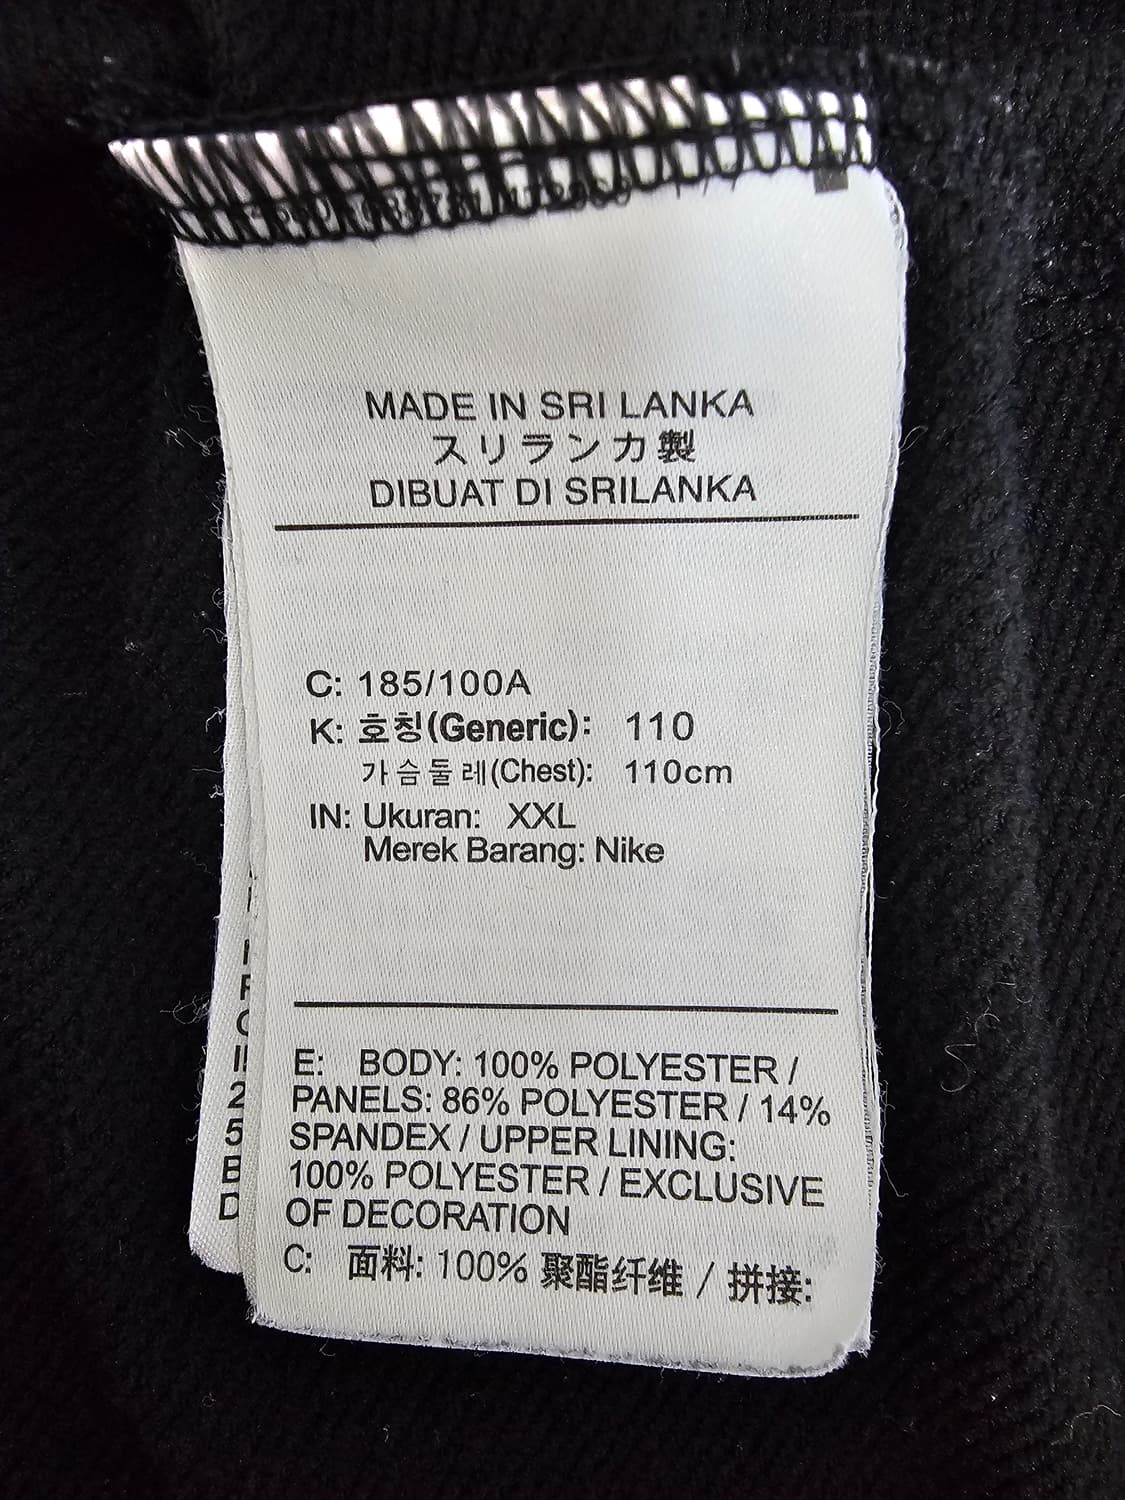 MADE IN SRI LANKA
スリランカ製
DIBUAT DI SRILANKA
C: 185/100A
K: 호칭(Generic): 110
가슴둘레(Chest): 110cm
IN: Ukuran: XXL
Merek Barang: Nike
E: BODY: 100% POLYESTER /
PANELS: 86% POLYESTER / 14%
SPANDEX / UPPER LINING:
100% POLYESTER / EXCLUSIVE
OF DECORATION
C: 面料: 100% 聚酯纤维 / 拼接: